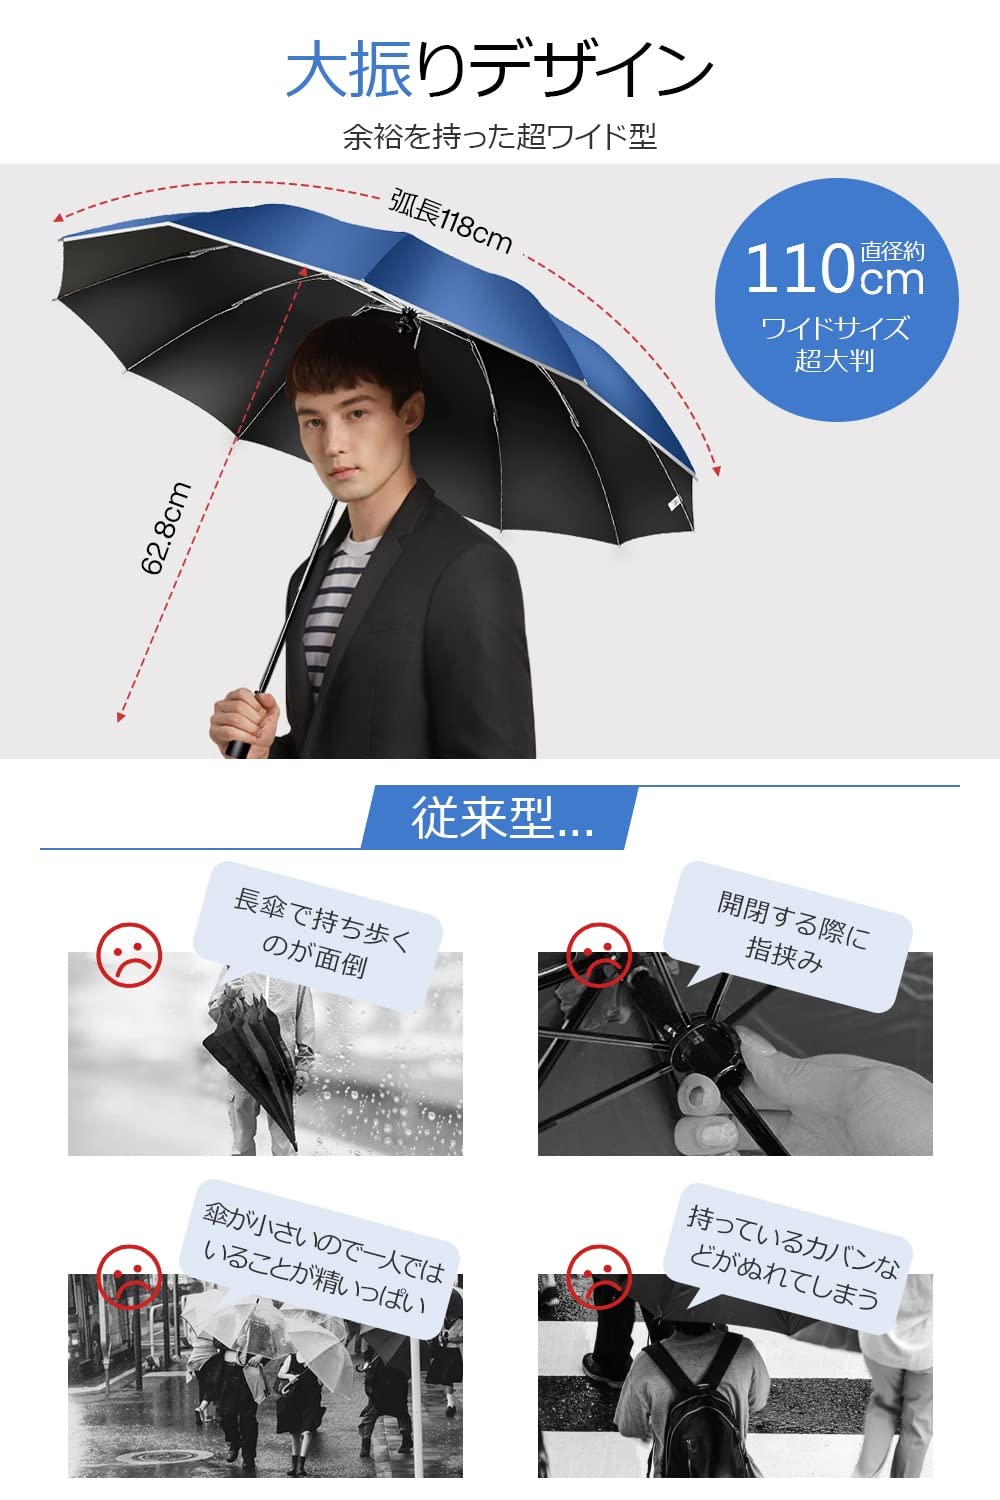 大振りデザイン
余裕を持った超ワイド型
弧長118cm
110cm
直径約
ワイドサイズ
超大判
62.8cm
従来型...
長傘で持ち歩く
のが面倒
開閉する際に
指挟み
傘が小さいので一人では
いることが精いっぱい
持っているカバンな
どがぬれてしまう